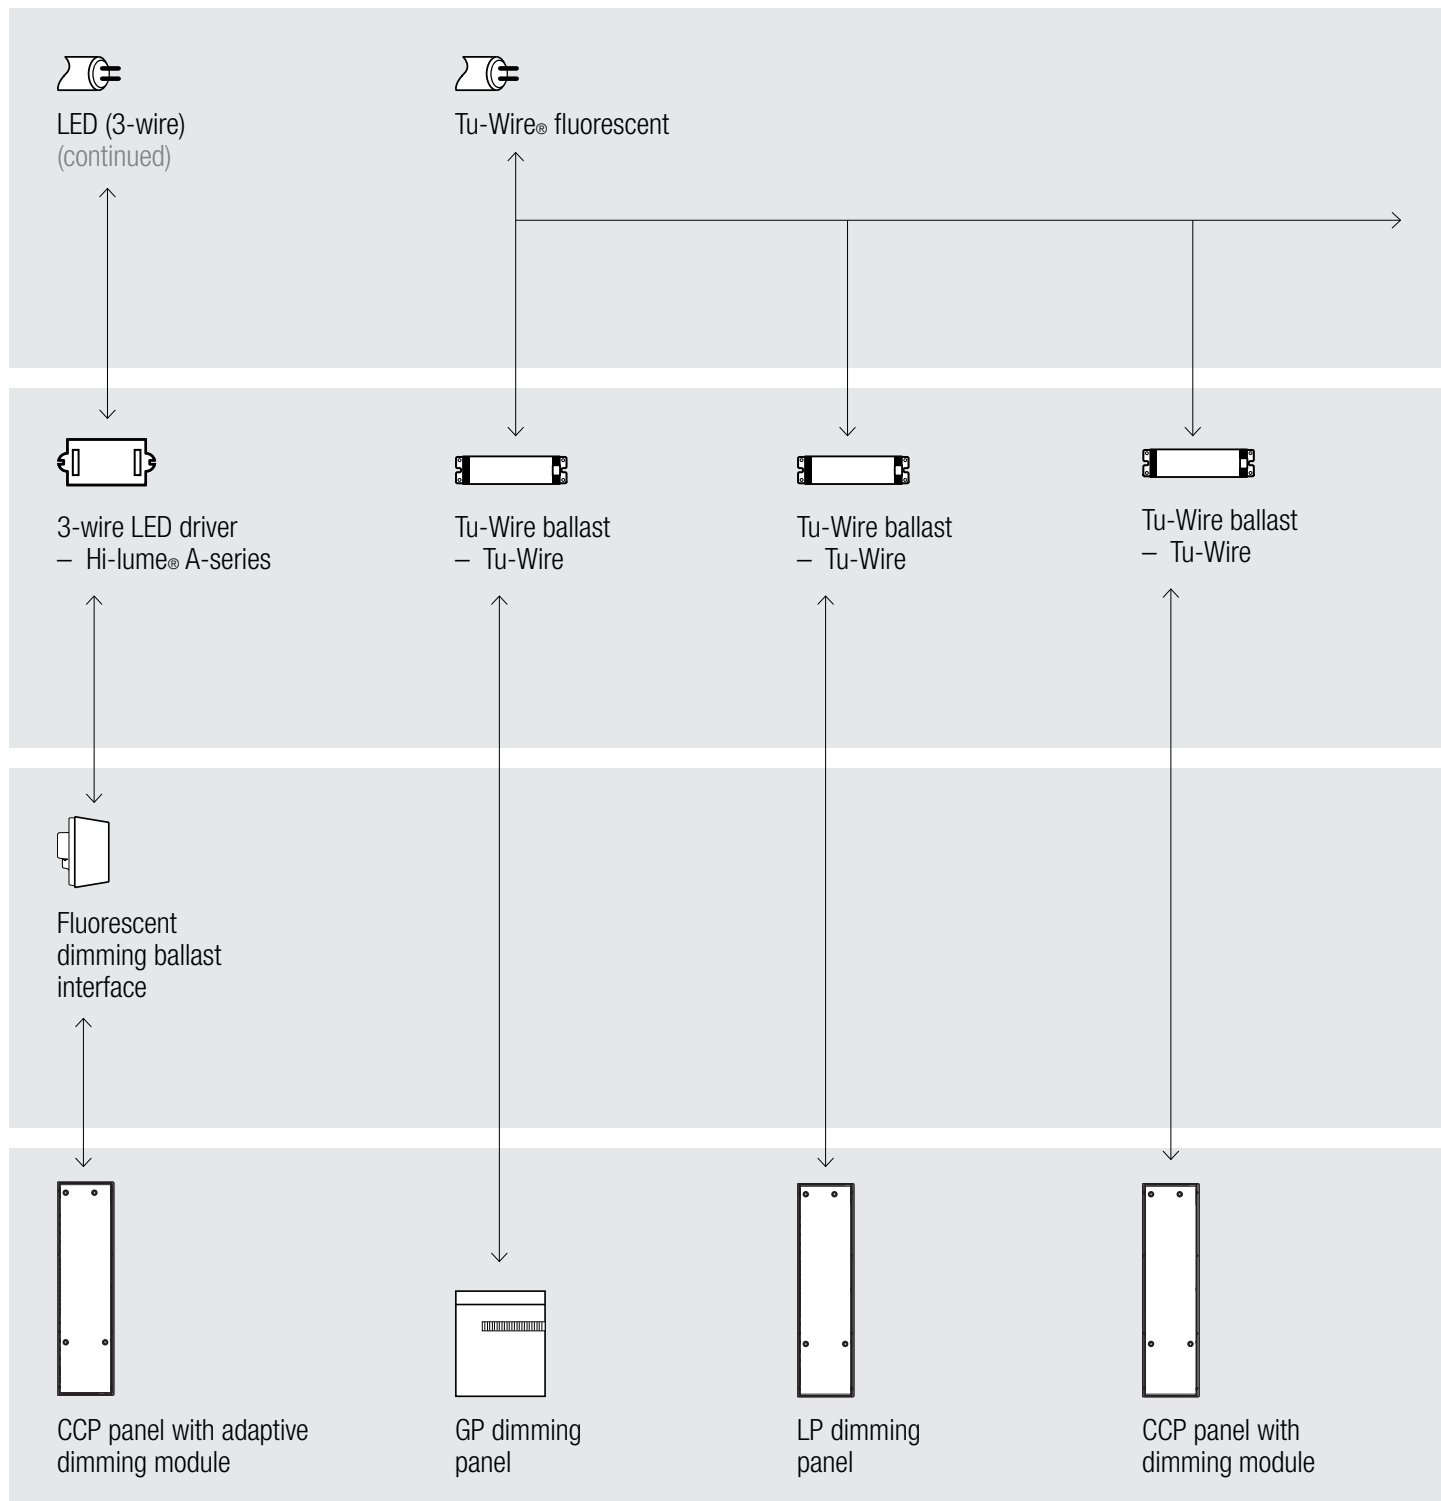 LED (3-wire)
(continued)
Tu-Wire® fluorescent
3-wire LED driver
– Hi-lume® A-series
Tu-Wire ballast
– Tu-Wire
Tu-Wire ballast
– Tu-Wire
Tu-Wire ballast
– Tu-Wire
Fluorescent
dimming ballast
interface
CCP panel with adaptive
dimming module
GP dimming
panel
LP dimming
panel
CCP panel with
dimming module